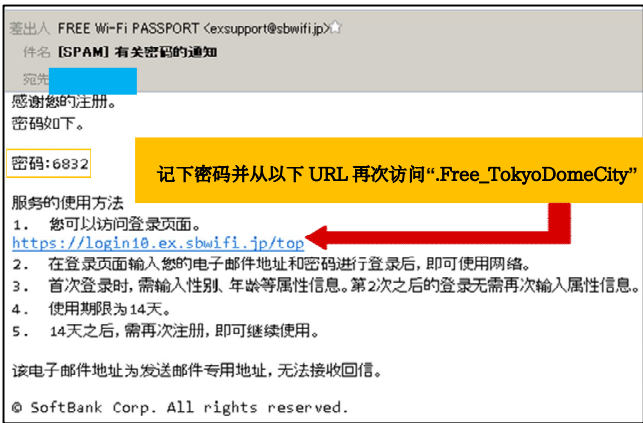 差出人 FREE Wi-Fi PASSPORT <exsupport@sbwifi.jp>
件名 [SPAM] 有关密码的通知
宛先
感谢您的注册。
密码如下。
密码:6832
记下密码并从以下 URL 再次访问“.Free_TokyoDomeCity”
服务的使用方法
1. 您可以访问登录页面。
https://login10.ex.sbwifi.jp/top
2. 在登录页面输入您的电子邮件地址和密码进行登录后,即可使用网络。
3. 首次登录时,需输入性别、年龄等属性信息。第2次之后的登录无需再次输入属性信息。
4. 使用期限为14天。
5. 14天之后,需再次注册,即可继续使用。
该电子邮件地址为发送邮件专用地址,无法接收回信。
© SoftBank Corp. All rights reserved.